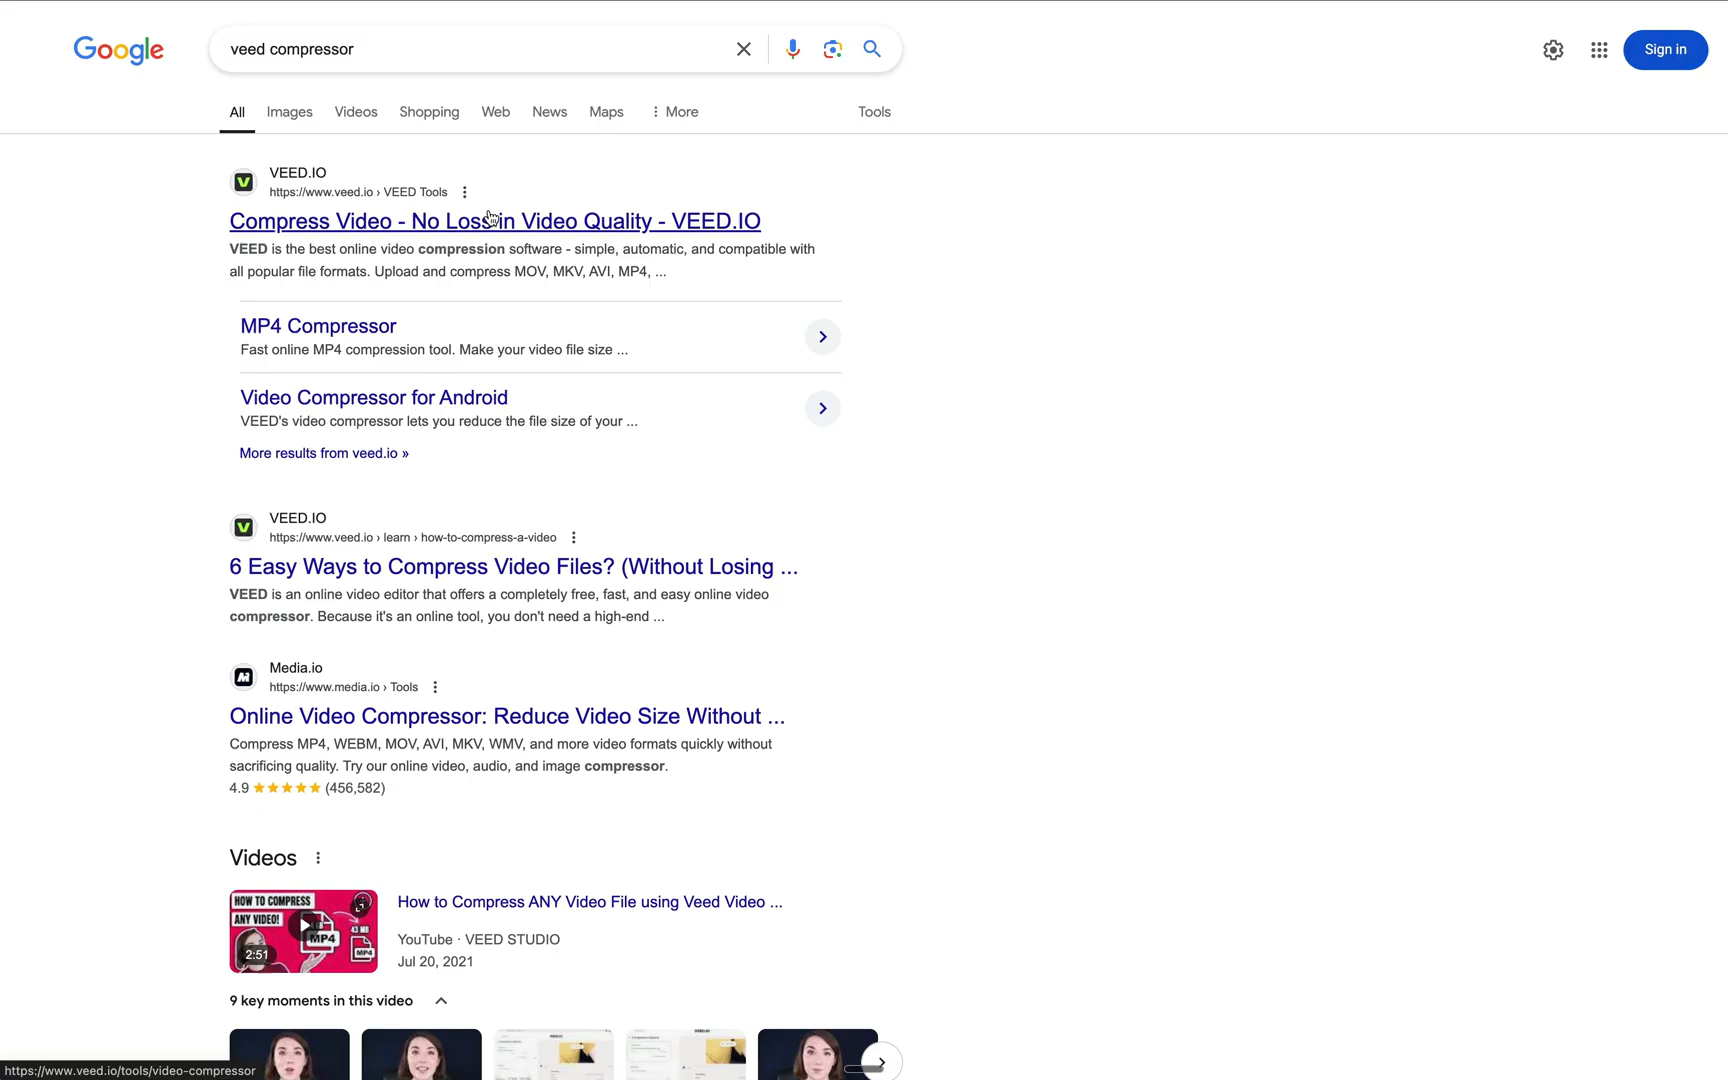 Google
veed compressor
Sign in
All
Images
Videos
Shopping
Web
News
Maps
More
Tools
VEED.IO
https://www.veed.io › VEED Tools
Compress Video - No Loss in Video Quality - VEED.IO
VEED is the best online video compression software - simple, automatic, and compatible with
all popular file formats. Upload and compress MOV, MKV, AVI, MP4, ...
MP4 Compressor
Fast online MP4 compression tool. Make your video file size ...
Video Compressor for Android
VEED's video compressor lets you reduce the file size of your ...
More results from veed.io »
VEED.IO
https://www.veed.io › learn › how-to-compress-a-video
6 Easy Ways to Compress Video Files? (Without Losing ...
VEED is an online video editor that offers a completely free, fast, and easy online video
compressor. Because it's an online tool, you don't need a high-end ...
Media.io
https://www.media.io › Tools
Online Video Compressor: Reduce Video Size Without ...
Compress MP4, WEBM, MOV, AVI, MKV, WMV, and more video formats quickly without
sacrificing quality. Try our online video, audio, and image compressor.
4.9 (456,582)
Videos
HOW TO COMPRESS
ANY VIDEO!
MP4
43 MB
MP4
2:51
How to Compress ANY Video File using Veed Video ...
YouTube · VEED STUDIO
Jul 20, 2021
9 key moments in this video
https://www.veed.io/tools/video-compressor